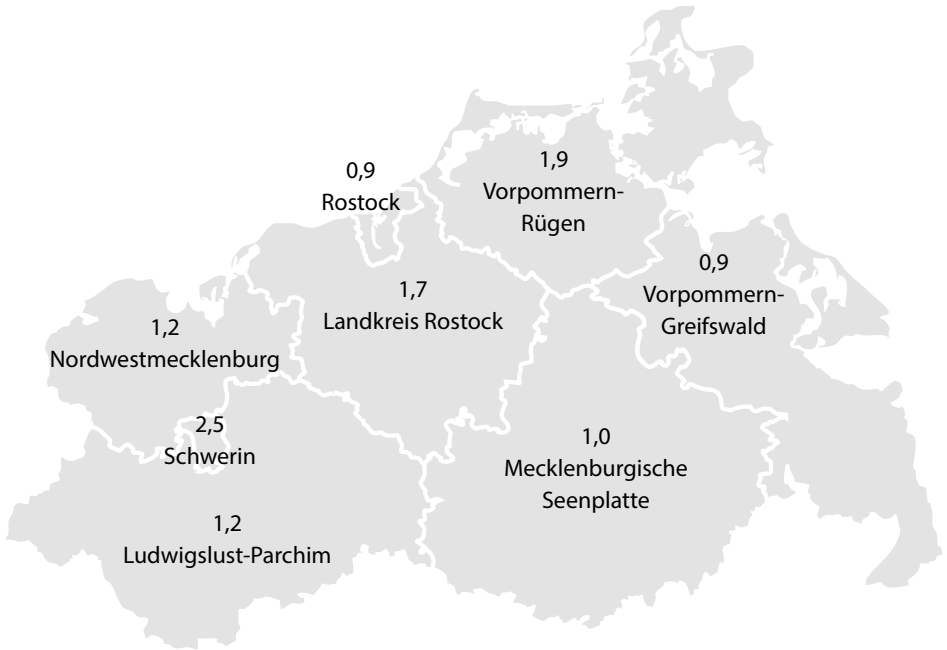 0,9
Rostock
1,9
Vorpommern-
Rügen
0,9
Vorpommern-
Greifswald
1,7
Landkreis Rostock
1,2
Nordwestmecklenburg
2,5
Schwerin
1,0
Mecklenburgische
Seenplatte
1,2
Ludwigslust-Parchim